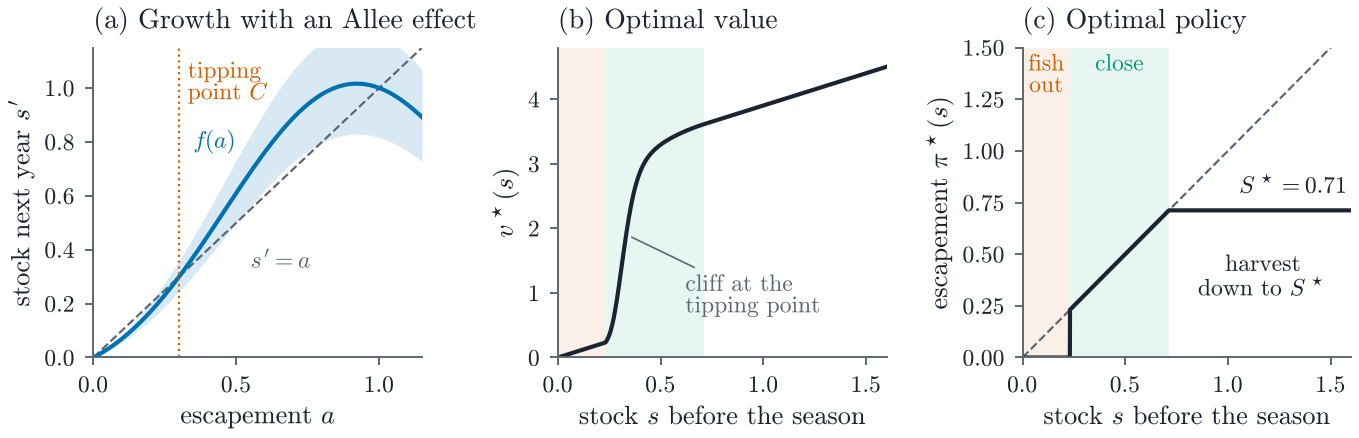 (a) Growth with an Allee effect
stock next year s′
1.0
0.8
0.6
0.4
0.2
0.0
tipping
point C
f(a)
s′ = a
0.0 0.5 1.0
escapement a
(b) Optimal value
v⋆(s)
4
3
2
1
0
cliff at the
tipping point
0.0 0.5 1.0 1.5
stock s before the season
(c) Optimal policy
escapement π⋆(s)
1.50
1.25
1.00
0.75
0.50
0.25
0.00
fish
out
close
S⋆ = 0.71
harvest
down to S⋆
0.0 0.5 1.0 1.5
stock s before the season